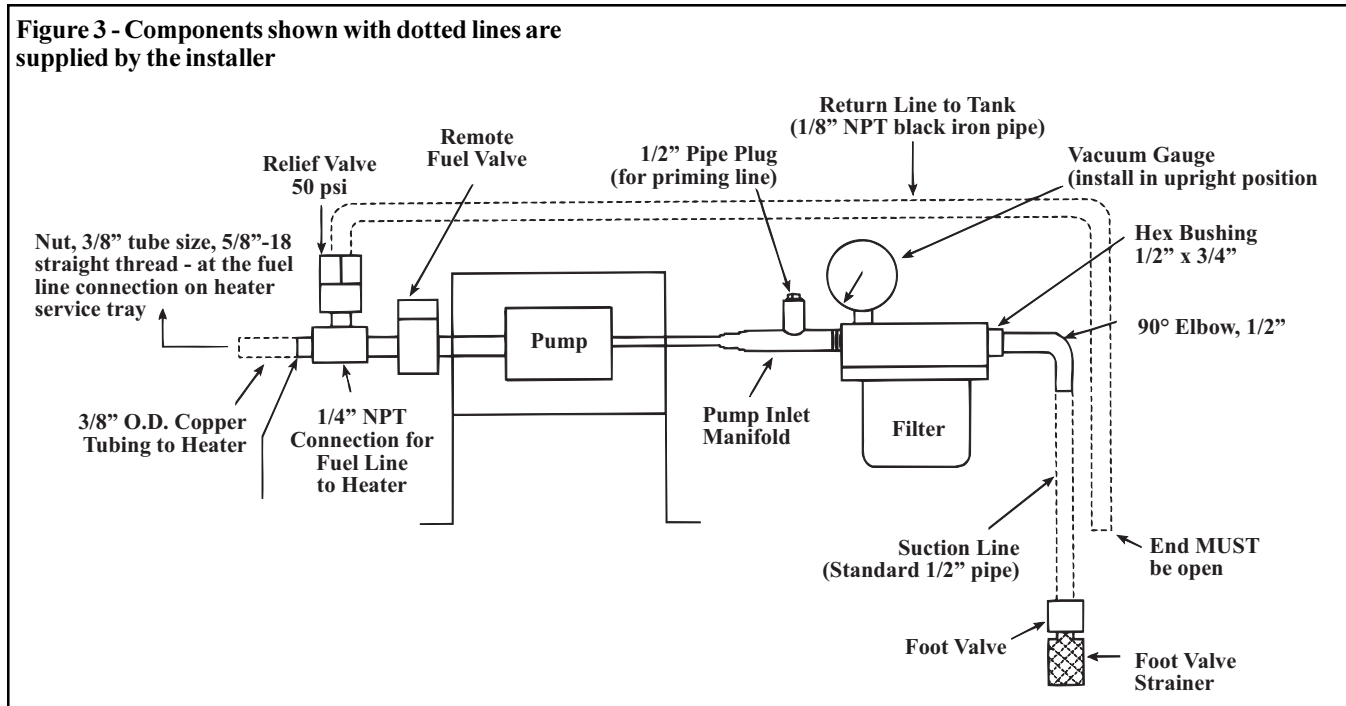 Figure 3 - Components shown with dotted lines are
supplied by the installer
Return Line to Tank
(1/8” NPT black iron pipe)
Remote
Fuel Valve
1/2” Pipe Plug
(for priming line)
Vacuum Gauge
(install in upright position
Relief Valve
50 psi
Hex Bushing
1/2” x 3/4”
Nut, 3/8” tube size, 5/8”-18
straight thread - at the fuel
line connection on heater
service tray
90° Elbow, 1/2”
Pump
3/8” O.D. Copper
Tubing to Heater
1/4” NPT
Connection for
Fuel Line
to Heater
Pump Inlet
Manifold
Filter
Suction Line
(Standard 1/2” pipe)
End MUST
be open
Foot Valve
Foot Valve
Strainer